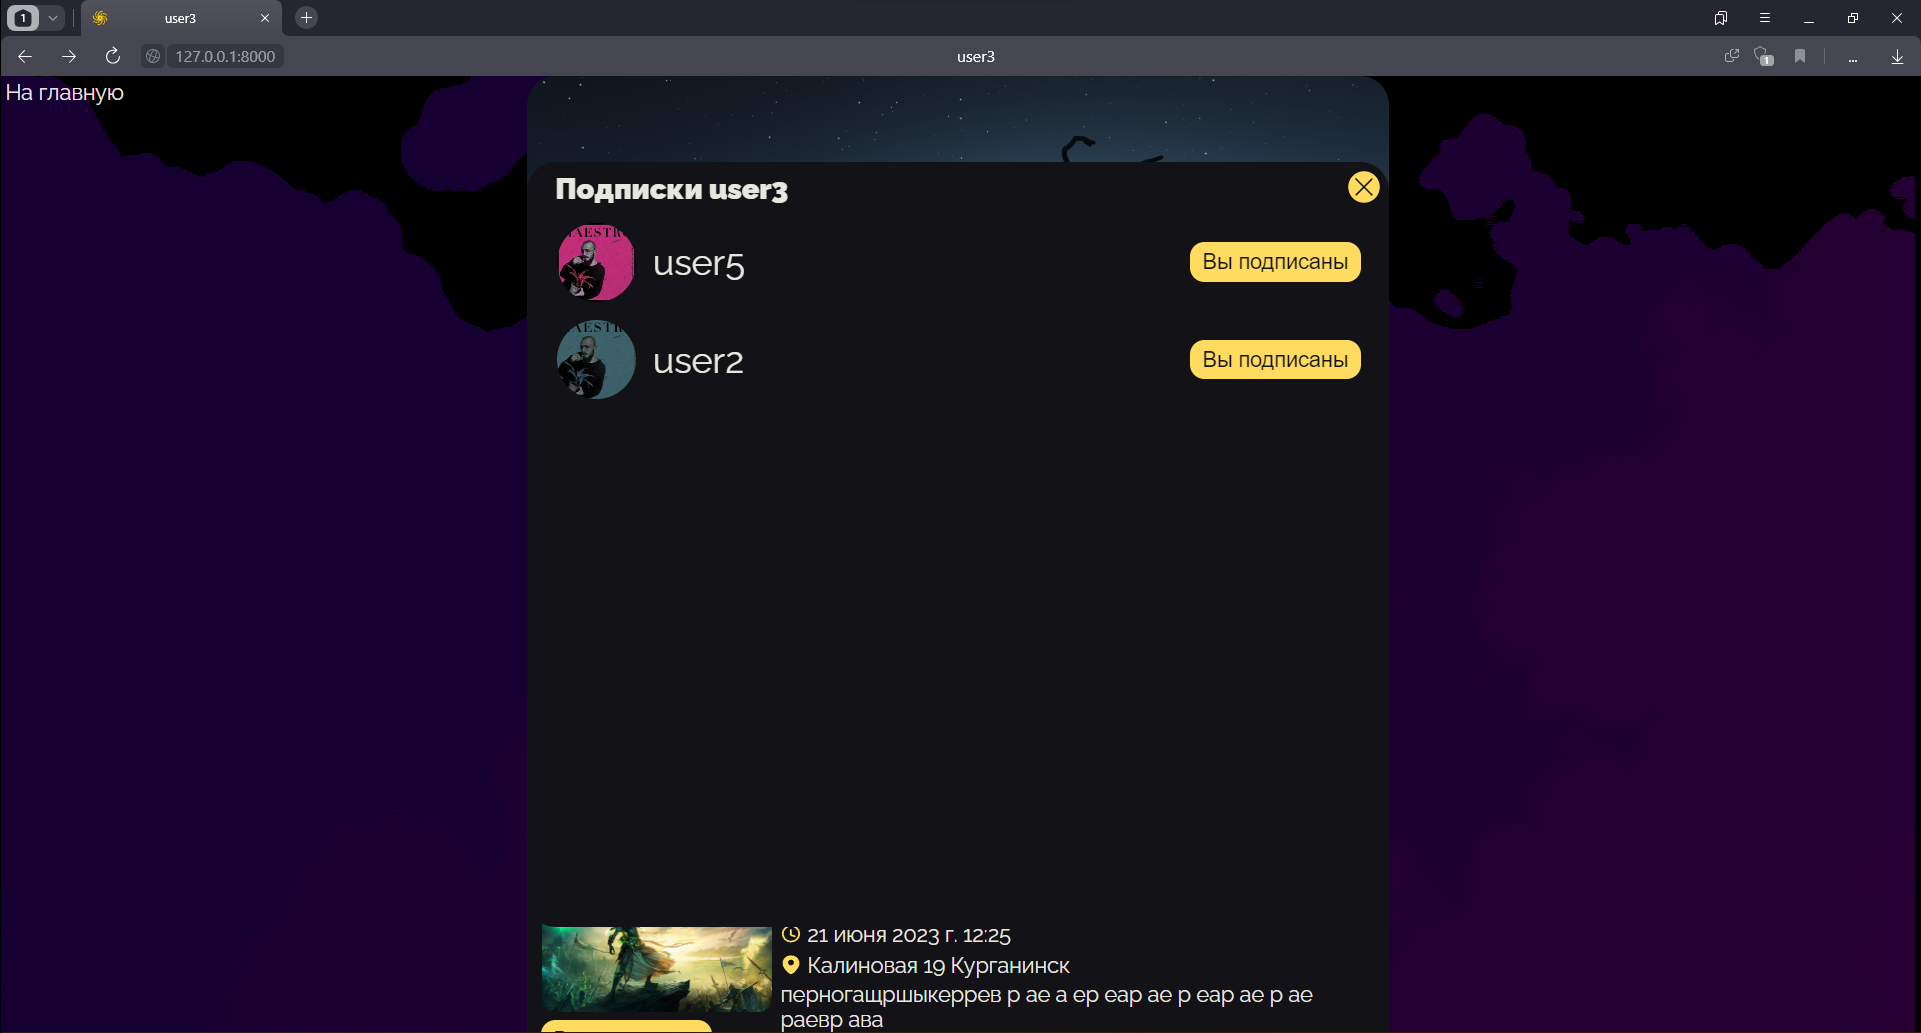 1
user3
127.0.0.1:8000
user3
1
На главную
Подписки user3
user5
Вы подписаны
user2
Вы подписаны
21 июня 2023 г. 12:25
Калиновая 19 Курганинск
перногащршыкеррев р ае а ер еар ае р еар ае р ае
раевр ава